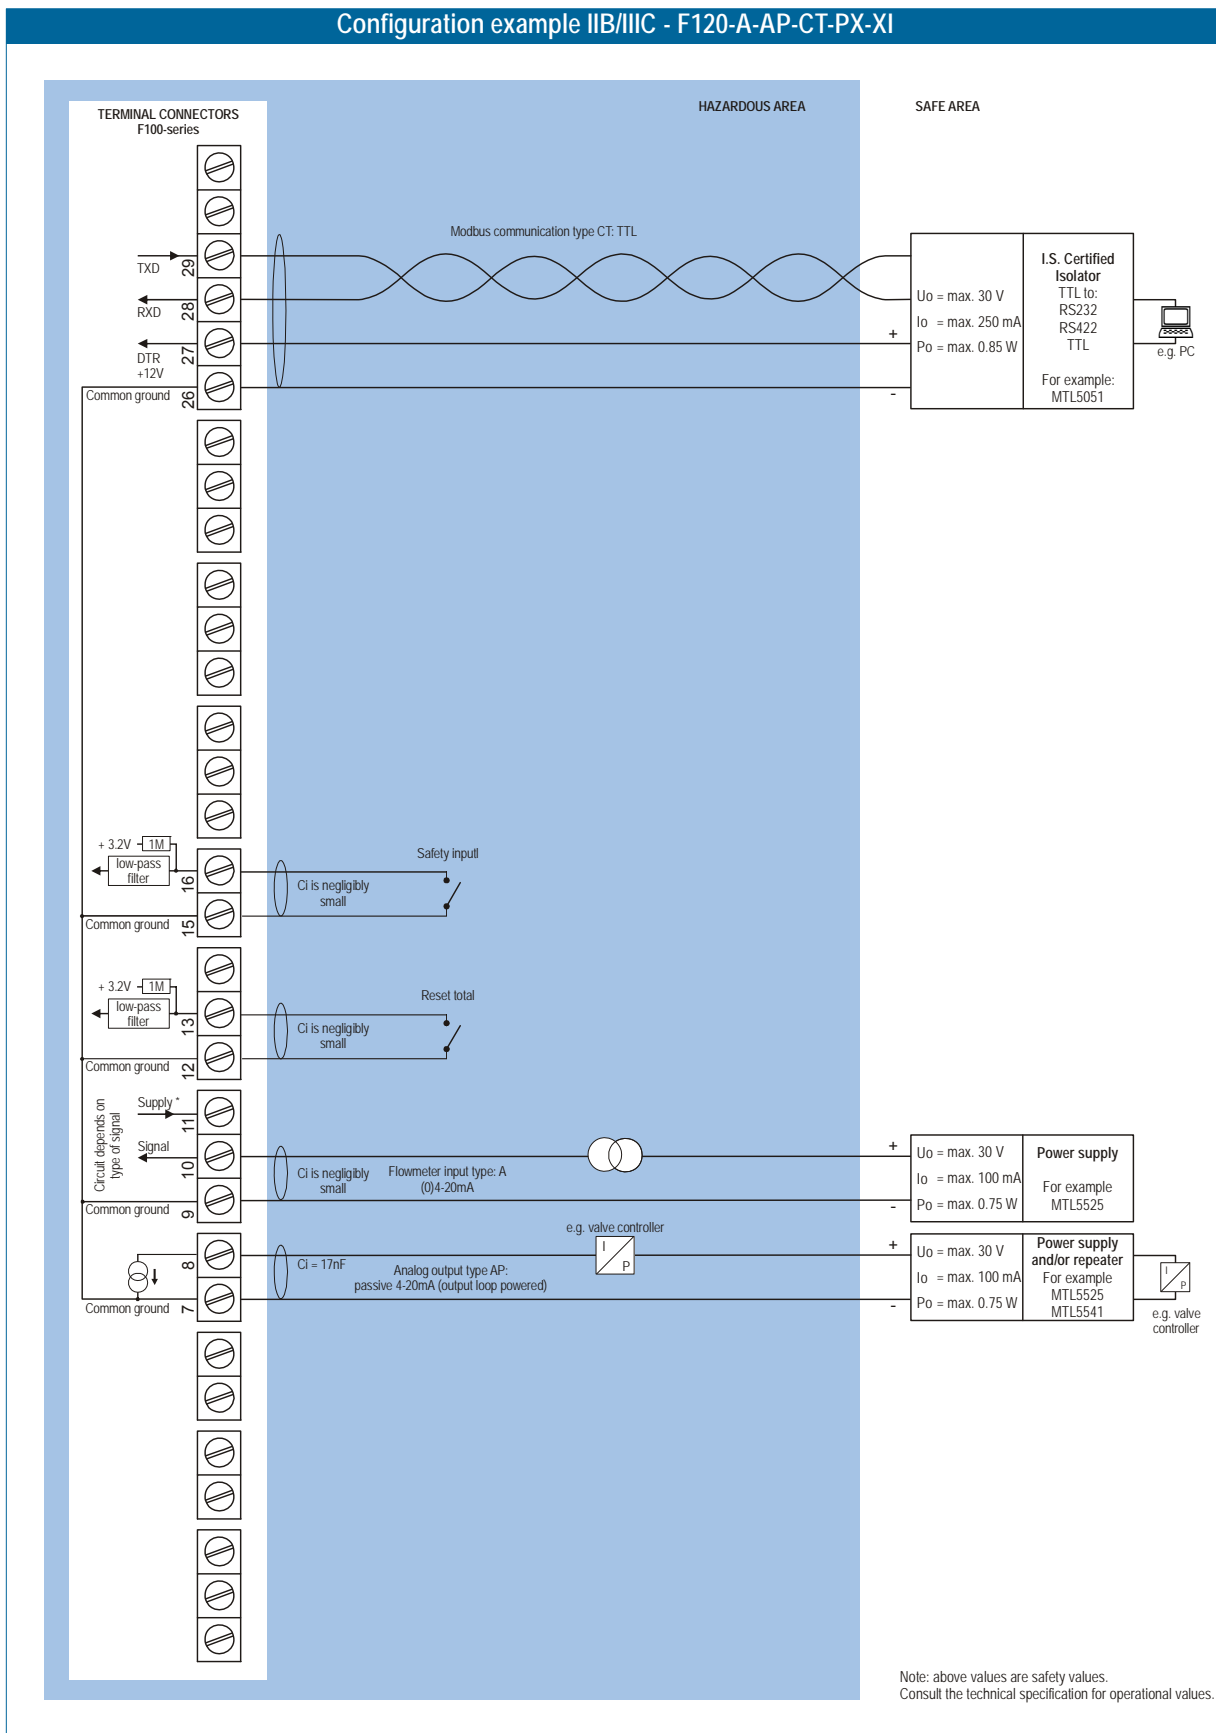 Configuration example IIB/IIIC - F120-A-AP-CT-PX-XI
HAZARDOUS AREA
SAFE AREA
TERMINAL CONNECTORS
F100-series
Modbus communication type CT: TTL
TXD
29
RXD
28
DTR
+12V
27
Common ground
26
+
-
Uo = max. 30 V
Io = max. 250 mA
Po = max. 0.85 W
I.S. Certified
Isolator
TTL to:
RS232
RS422
TTL
For example:
MTL5051
e.g. PC
+ 3.2V
1M
low-pass
filter
16
Common ground
15
Ci is negligibly
small
Safety inputl
+ 3.2V
1M
low-pass
filter
13
Common ground
12
Ci is negligibly
small
Reset total
Circuit depends on
type of signal
Supply *
11
Signal
10
Common ground
9
Ci is negligibly
small
Flowmeter input type: A
(0)4-20mA
+
-
Uo = max. 30 V
Io = max. 100 mA
Po = max. 0.75 W
Power supply
For example
MTL5525
e.g. valve controller
I
P
8
Common ground
7
Ci = 17nF
Analog output type AP:
passive 4-20mA (output loop powered)
+
-
Uo = max. 30 V
Io = max. 100 mA
Po = max. 0.75 W
Power supply
and/or repeater
For example
MTL5525
MTL5541
I
P
e.g. valve
controller
Note: above values are safety values.
Consult the technical specification for operational values.